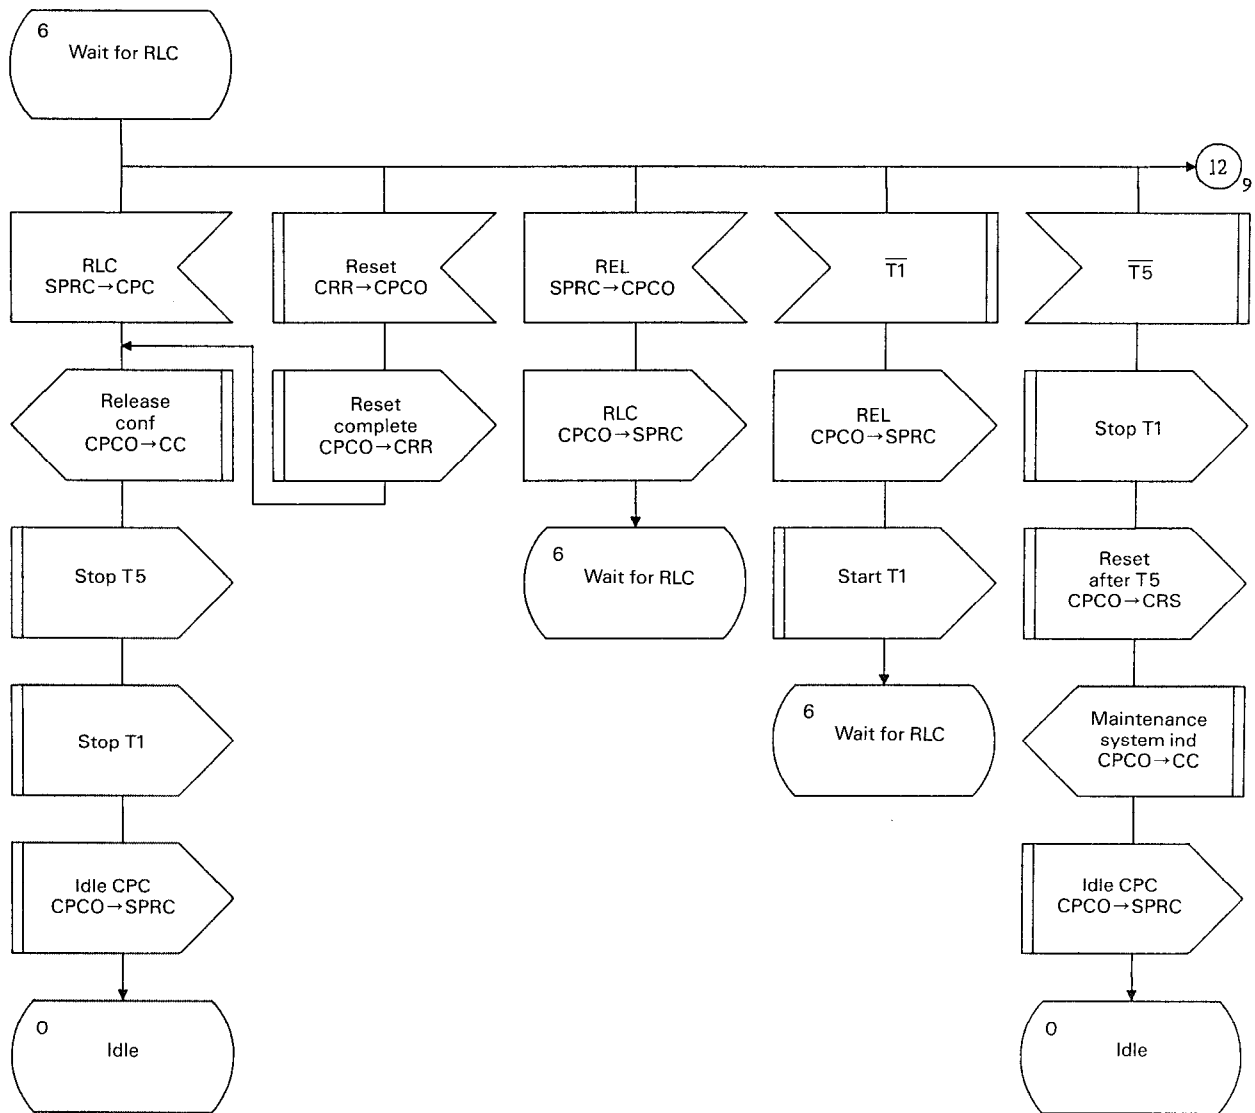 6
Wait for RLC
12
9
RLC
SPRC→CPC
Reset
CRR→CPCO
REL
SPRC→CPCO
T1
T5
Release
conf
CPCO→CC
Reset
complete
CPCO→CRR
RLC
CPCO→SPRC
REL
CPCO→SPRC
Stop T1
Stop T5
6
Wait for RLC
Start T1
Reset
after T5
CPCO→CRS
Stop T1
6
Wait for RLC
Maintenance
system ind
CPCO→CC
Idle CPC
CPCO→SPRC
Idle CPC
CPCO→SPRC
0
Idle
0
Idle